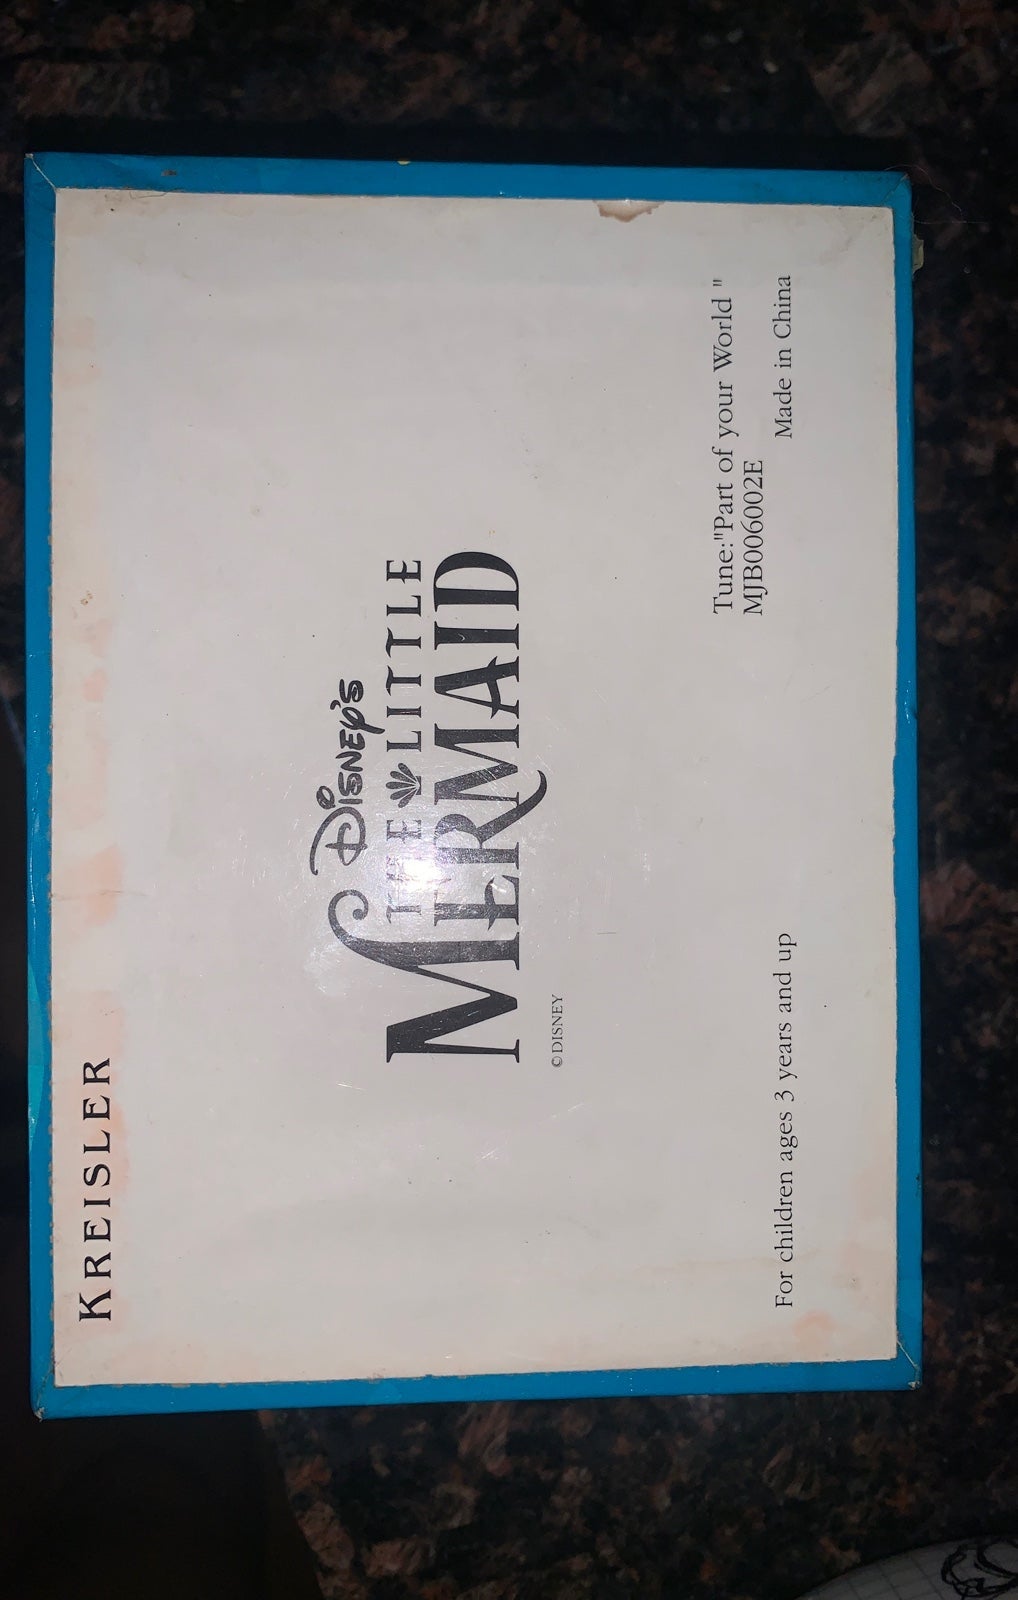 KREISLER
DISNEY'S
THE LITTLE
MERMAID
© DISNEY
Tune:"Part of your World "
MJB006002E
For children ages 3 years and up
Made in China